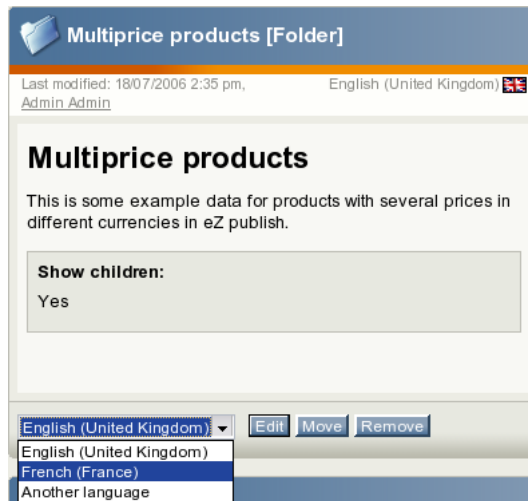 Multiprice products [Folder]
Last modified: 18/07/2006 2:35 pm, English (United Kingdom)
Admin Admin
Multiprice products
This is some example data for products with several prices in
different currencies in eZ publish.
Show children:
Yes
English (United Kingdom) Edit Move Remove
English (United Kingdom)
French (France)
Another language